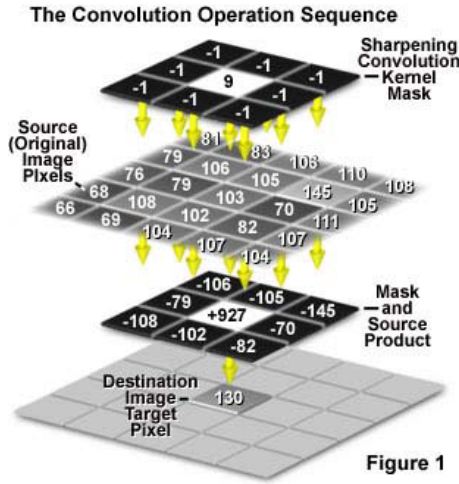 The Convolution Operation Sequence
Sharpening
Convolution
Kernel
Mask
-1 -1 -1
-1 9 -1
-1 -1 -1
Source
(Original)
Image
Pixels
81 83 106 110 108
79 106 105 145 105
76 79 103 70 111
68 108 102 82 107
66 69 104 107 104
-106 -105 -145
-79 +927 -70
-108 -102 -82
Mask
and
Source
Product
Destination
Image
Target
Pixel
130
Figure 1